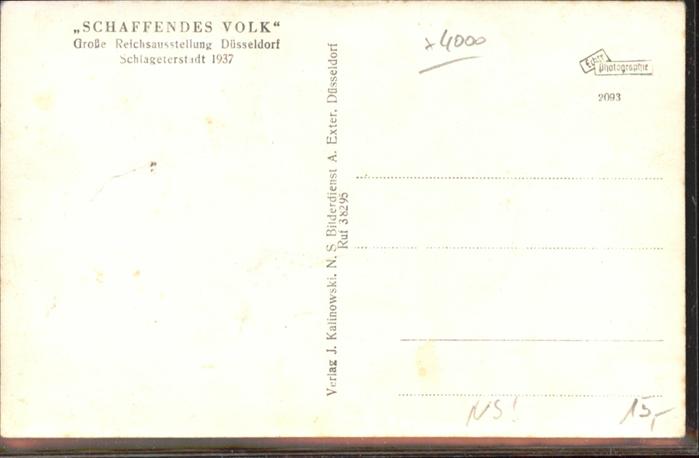 „SCHAFFENDES VOLK“
Große Reichsausstellung Düsseldorf
Schlageterstadt 1937
Verlag J. Kalinowski, N. S Bilderdienst A. Exter, Düsseldorf
Ruf 38295
x 4000
Echte
Photographie
2093
NS!
15,-